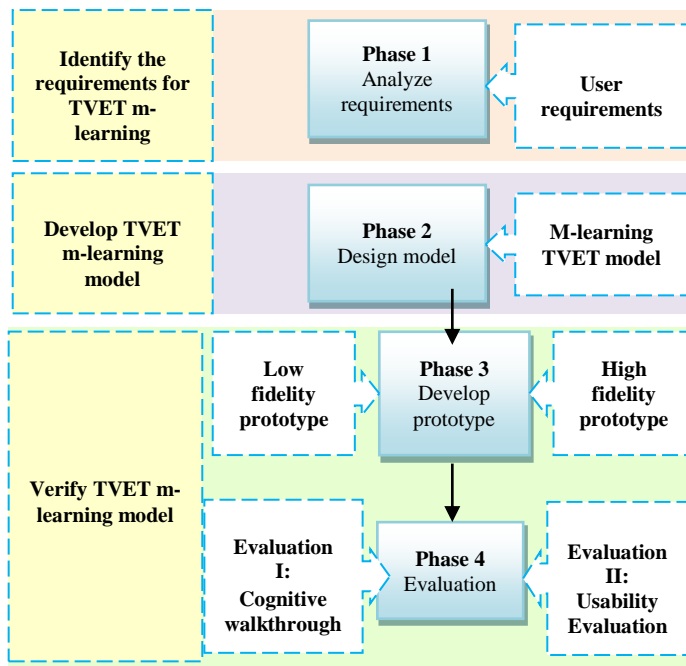 Identify the
requirements for
TVET m-
learning
Phase 1
Analyze
requirements
User
requirements
Develop TVET
m-learning
model
Phase 2
Design model
M-learning
TVET model
Verify TVET m-
learning model
Low
fidelity
prototype
Phase 3
Develop
prototype
High
fidelity
prototype
Evaluation
I:
Cognitive
walkthrough
Phase 4
Evaluation
Evaluation
II:
Usability
Evaluation